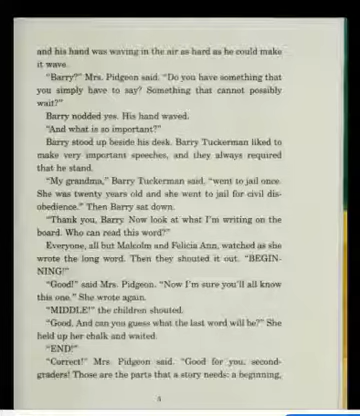 and his hand was waving in the air as hard as he could make
it wave.
"Barry?" Mrs. Pidgeon said. "Do you have something that
you simply have to say? Something that cannot possibly
wait?"
Barry nodded yes. His hand waved.
"And what is so important?"
Barry stood up beside his desk. Barry Tuckerman liked to
make very important speeches, and they always required
that he stand.
"My grandma," Barry Tuckerman said, "went to jail once.
She was twenty years old and she went to jail for civil dis-
obedience." Then Barry sat down.
"Thank you, Barry. Now look at what I'm writing on the
board. Who can read this word?"
Everyone, all but Malcolm and Felicia Ann, watched as she
wrote the long word. Then they shouted it out. "BEGIN-
NING!"
"Good!" said Mrs. Pidgeon. "Now I'm sure you'll all know
this one." She wrote again.
"MIDDLE!" the children shouted.
"Good. And can you guess what the last word will be?" She
held up her chalk and waited.
"END!"
"Correct!" Mrs. Pidgeon said. "Good for you, second-
graders! Those are the parts that a story needs: a beginning,